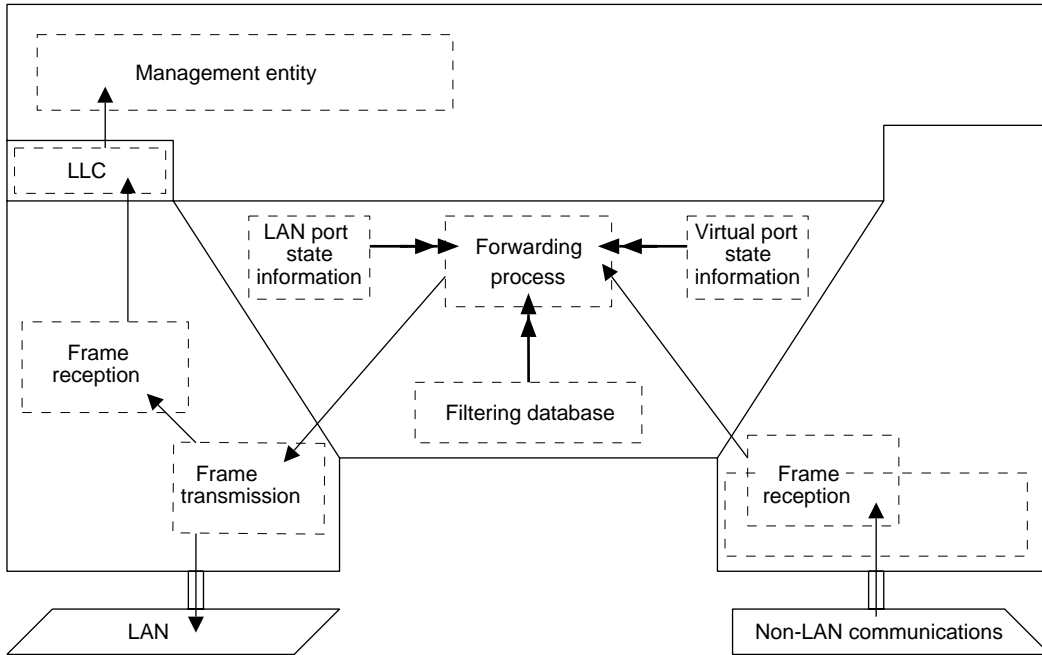 Management entity
LLC
LAN port
state
information
Forwarding
process
Virtual port
state
information
Frame
reception
Filtering database
Frame
transmission
Frame
reception
LAN
Non-LAN communications